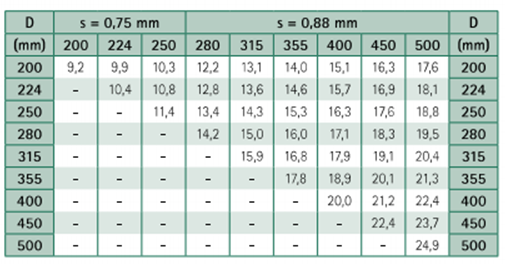 D s = 0,75 mm s = 0,88 mm D
(mm) 200 224 250 280 315 355 400 450 500 (mm)
200 9,2 9,9 10,3 12,2 13,1 14,0 15,1 16,3 17,6 200
224 - 10,4 10,8 12,8 13,6 14,6 15,7 16,9 18,1 224
250 - - 11,4 13,4 14,3 15,3 16,3 17,6 18,8 250
280 - - - 14,2 15,0 16,0 17,1 18,3 19,5 280
315 - - - - 15,9 16,8 17,9 19,1 20,4 315
355 - - - - - 17,8 18,9 20,1 21,3 355
400 - - - - - - 20,0 21,2 22,4 400
450 - - - - - - - 22,4 23,7 450
500 - - - - - - - - 24,9 500